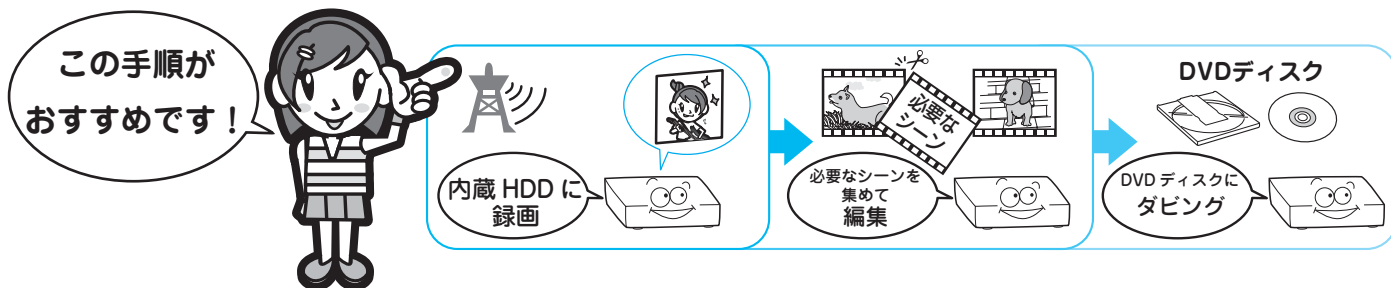 この手順が
おすすめです！
内蔵 HDD に
録画
必要な
シーン
必要なシーンを
集めて
編集
DVDディスク
DVD ディスクに
ダビング